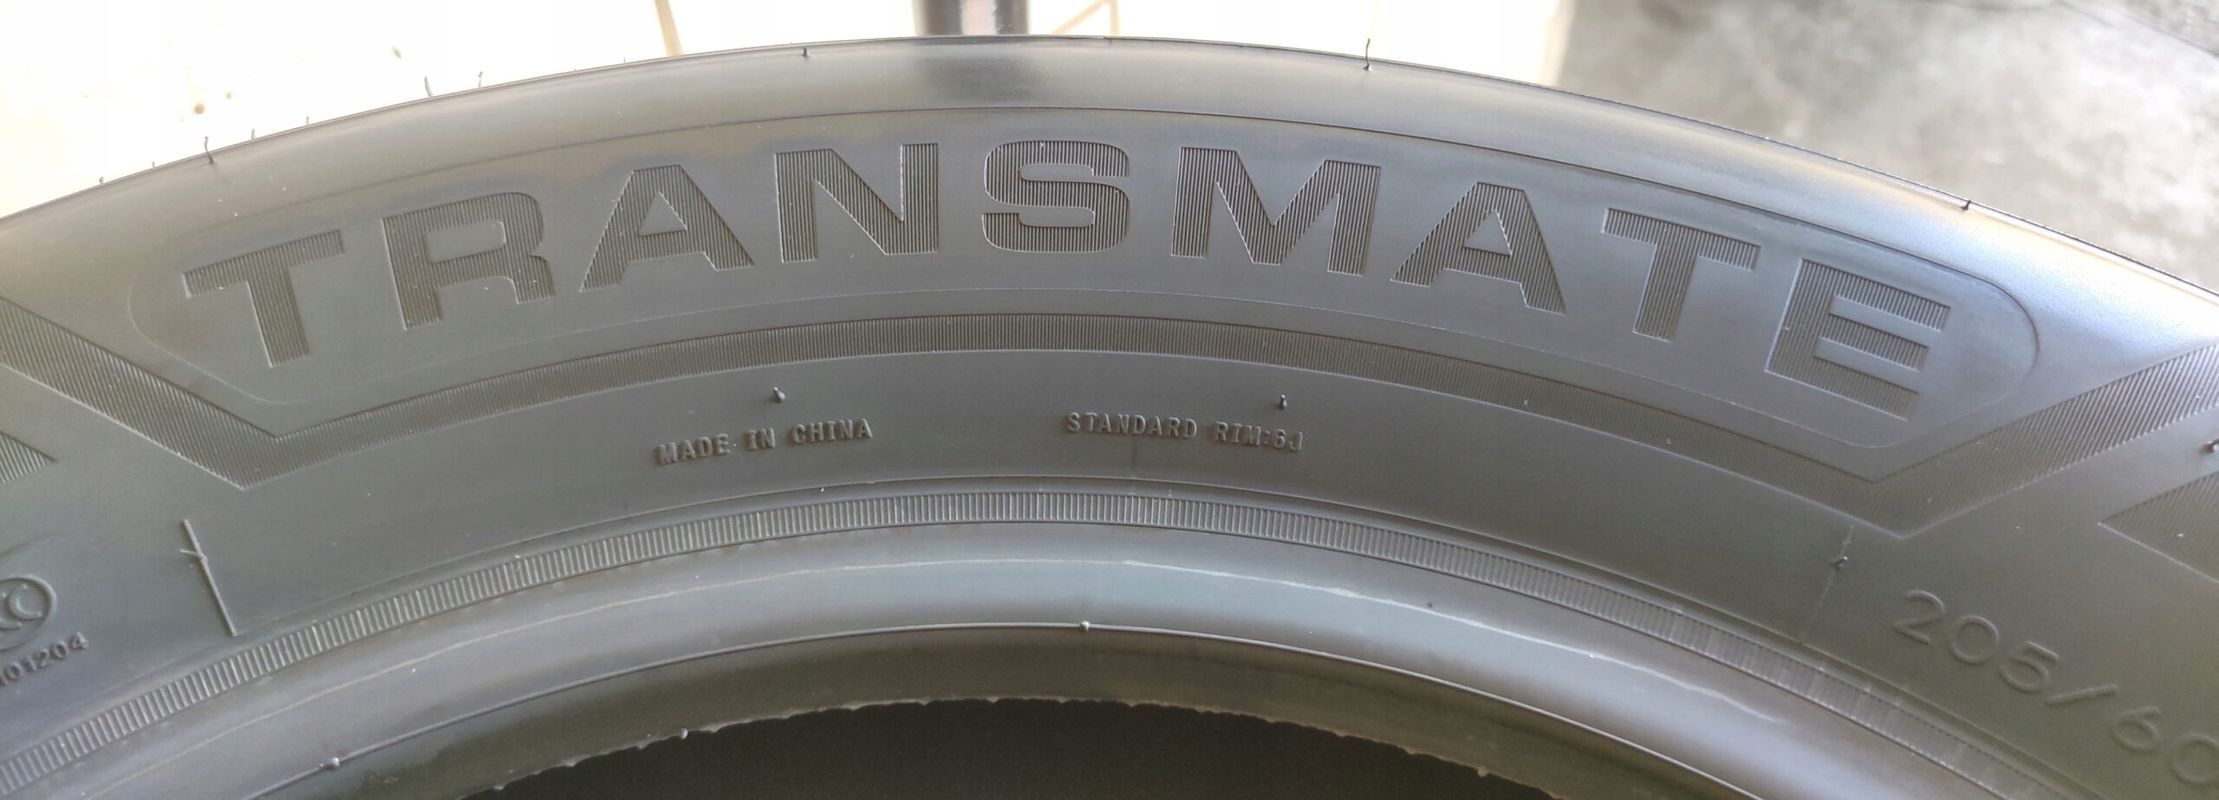 TRANSMATE
MADE IN CHINA
STANDARD RIM:6J
205/60